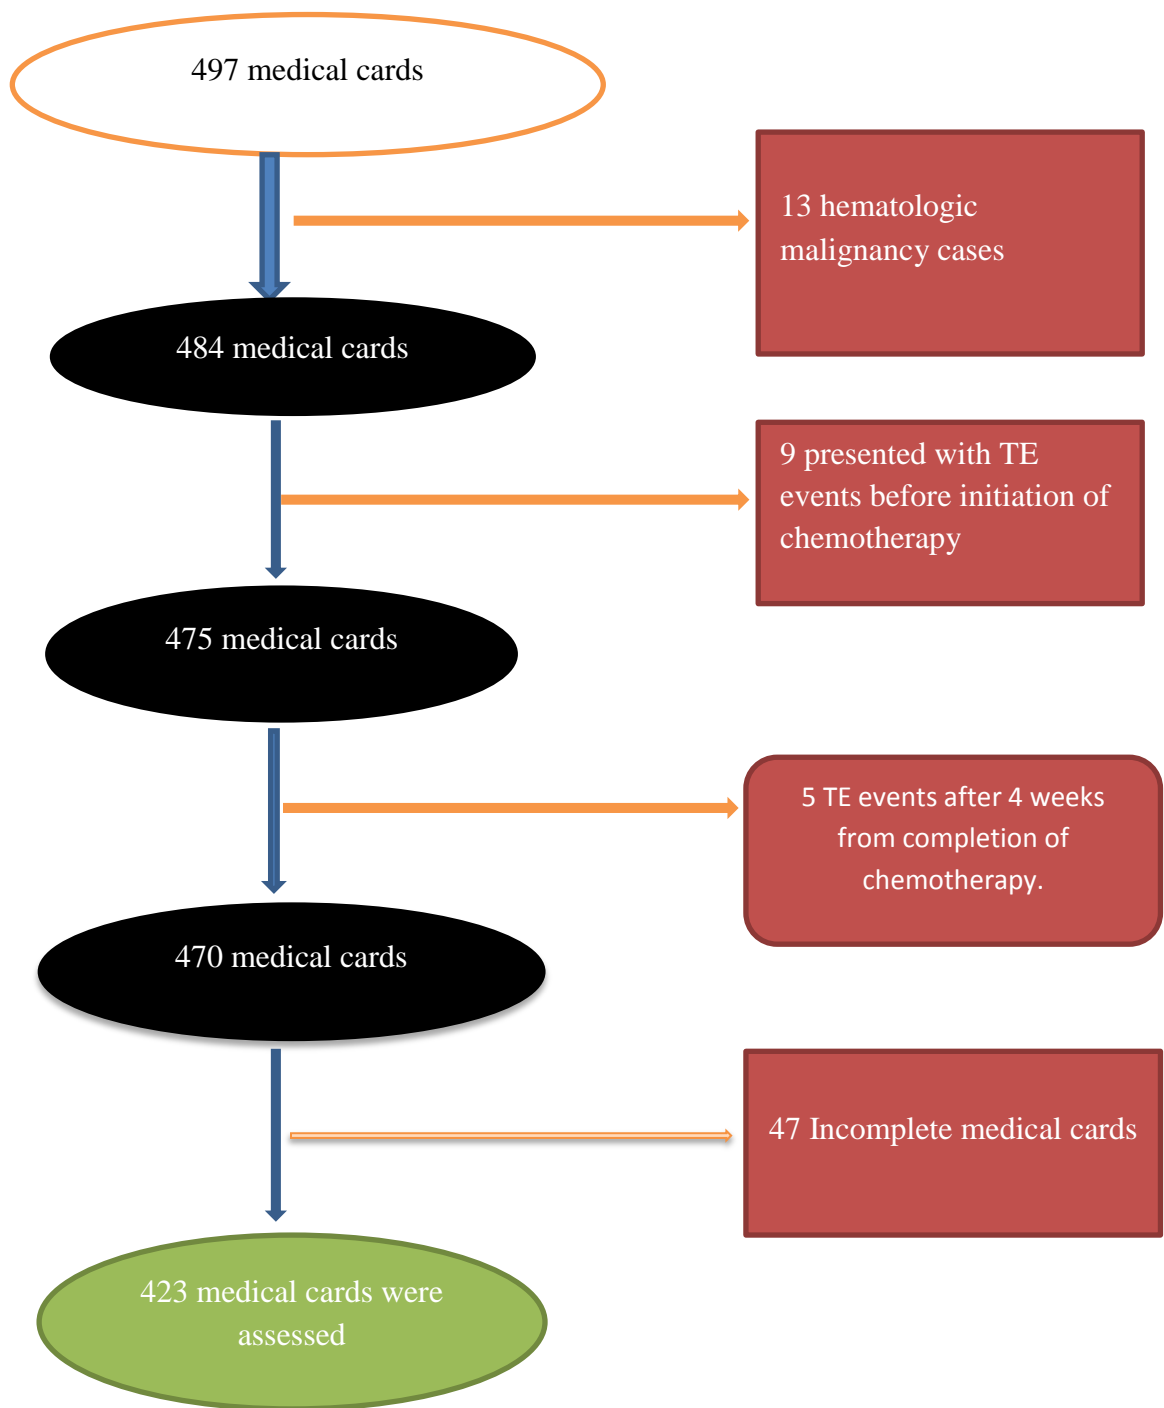 497 medical cards
13 hematologic
malignancy cases
484 medical cards
9 presented with TE
events before initiation of
chemotherapy
475 medical cards
5 TE events after 4 weeks
from completion of
chemotherapy.
470 medical cards
47 Incomplete medical cards
423 medical cards were
assessed